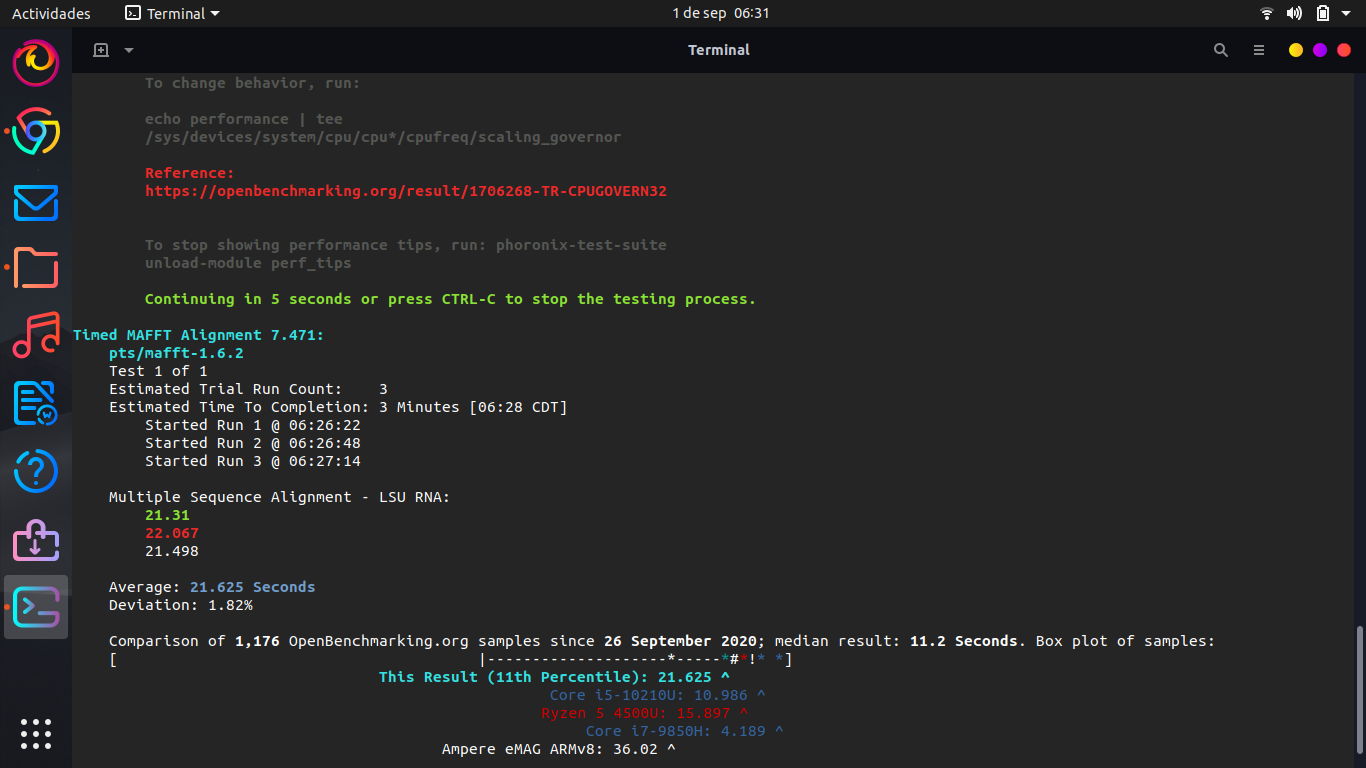 Actividades
Terminal
1 de sep 06:31
Terminal
To change behavior, run:
echo performance | tee
/sys/devices/system/cpu/cpu*/cpufreq/scaling_governor
Reference:
https://openbenchmarking.org/result/1706268-TR-CPUGOVERN32
To stop showing performance tips, run: phoronix-test-suite
unload-module perf_tips
Continuing in 5 seconds or press CTRL-C to stop the testing process.
Timed MAFFT Alignment 7.471:
pts/mafft-1.6.2
Test 1 of 1
Estimated Trial Run Count:    3
Estimated Time To Completion: 3 Minutes [06:28 CDT]
Started Run 1 @ 06:26:22
Started Run 2 @ 06:26:48
Started Run 3 @ 06:27:14
Multiple Sequence Alignment - LSU RNA:
21.31
22.067
21.498
Average: 21.625 Seconds
Deviation: 1.82%
Comparison of 1,176 OpenBenchmarking.org samples since 26 September 2020; median result: 11.2 Seconds. Box plot of samples:
[                                        |--------------------*-----*#*!* *]
This Result (11th Percentile): 21.625 ^
Core i5-10210U: 10.986 ^
Ryzen 5 4500U: 15.897 ^
Core i7-9850H: 4.189 ^
Ampere eMAG ARMv8: 36.02 ^